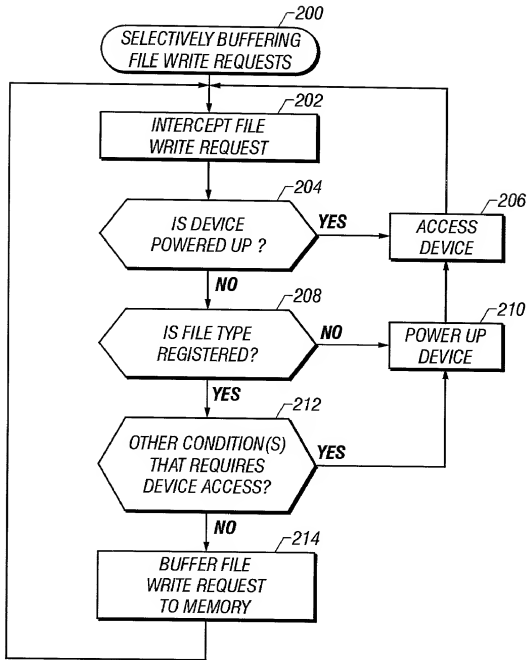 200
SELECTIVELY BUFFERING
FILE WRITE REQUESTS
202
INTERCEPT FILE
WRITE REQUEST
204
IS DEVICE
POWERED UP ?
YES
206
ACCESS
DEVICE
NO
208
IS FILE TYPE
REGISTERED?
NO
210
POWER UP
DEVICE
YES
212
OTHER CONDITION(S)
THAT REQUIRES
DEVICE ACCESS?
YES
NO
214
BUFFER FILE
WRITE REQUEST
TO MEMORY